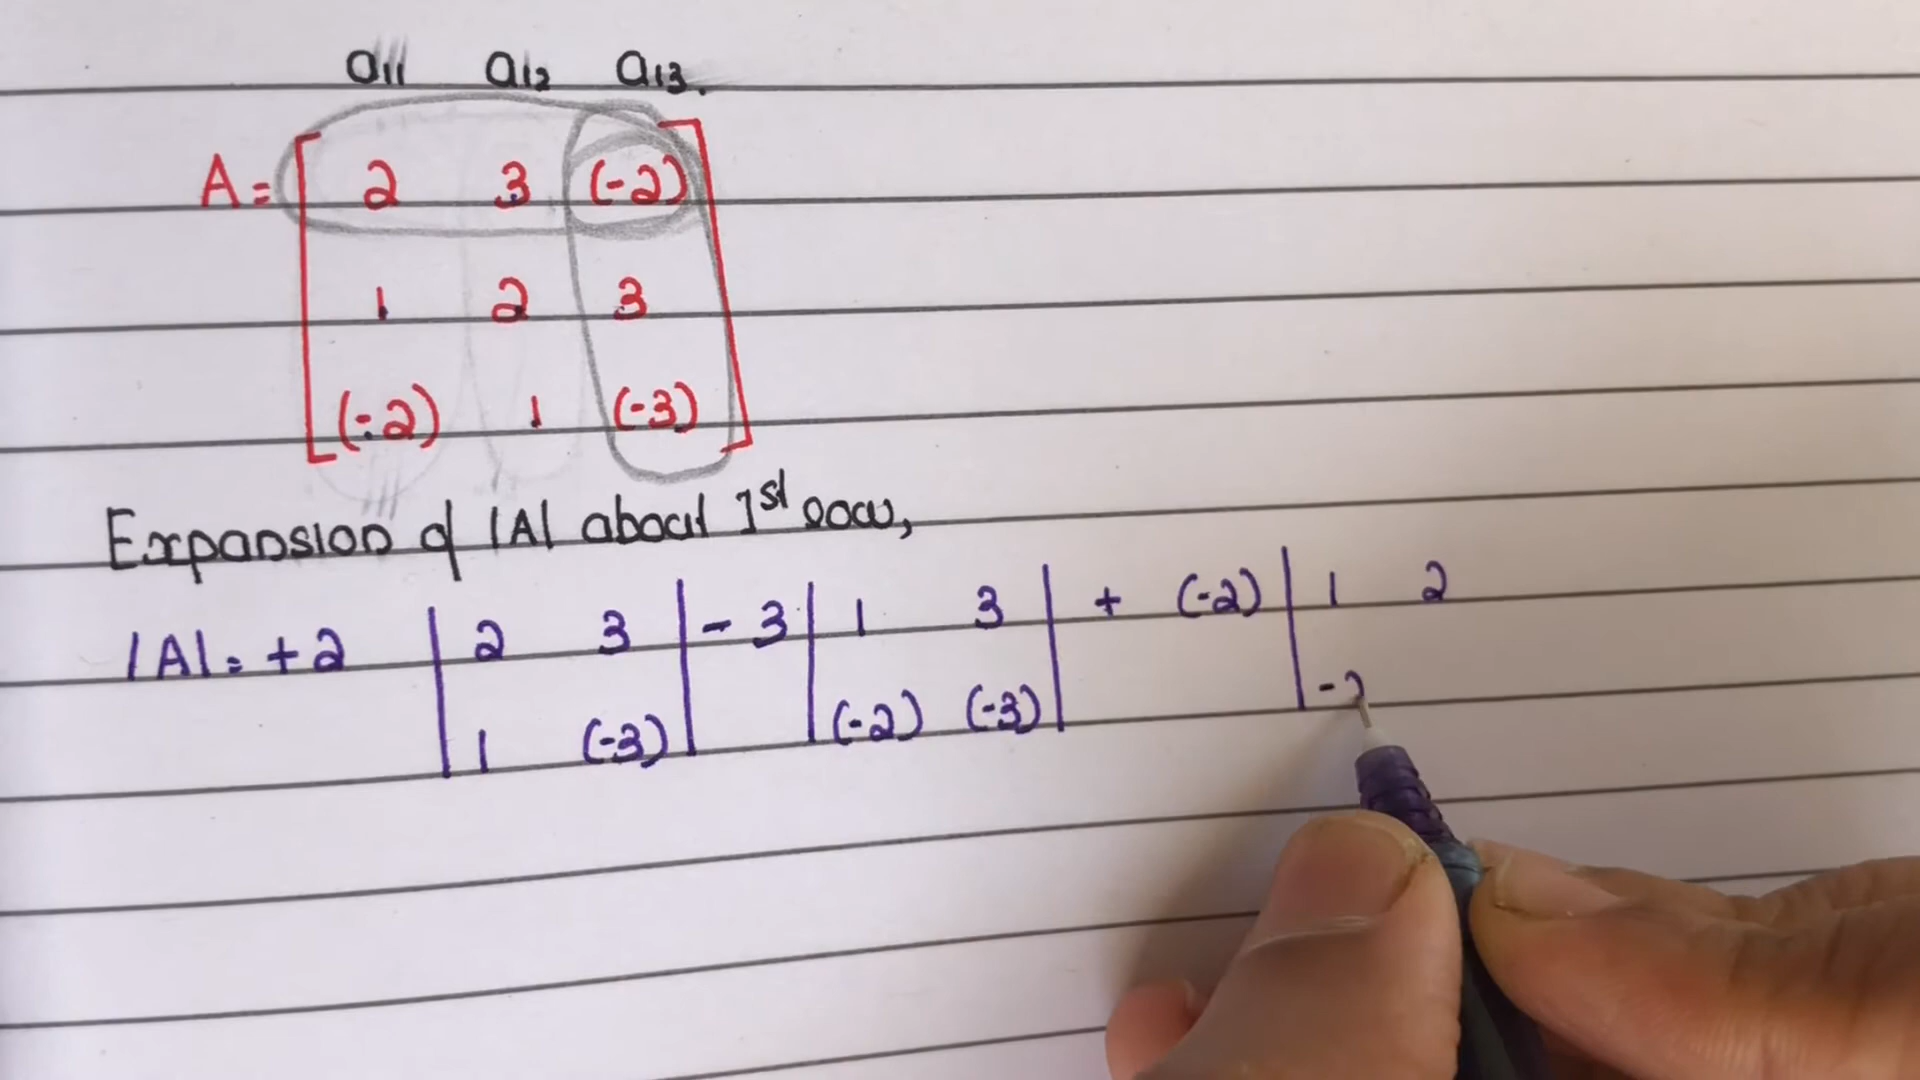 a11 a12 a13.
A = [ 2 3 (-2)
1 2 3
(-2) 1 (-3) ]
Expansion of |A| about 1st row,
|A| = +2 | 2 3 | - 3 | 1 3 | + (-2) | 1 2
| 1 (-3) | | (-2) (-3) | | -2